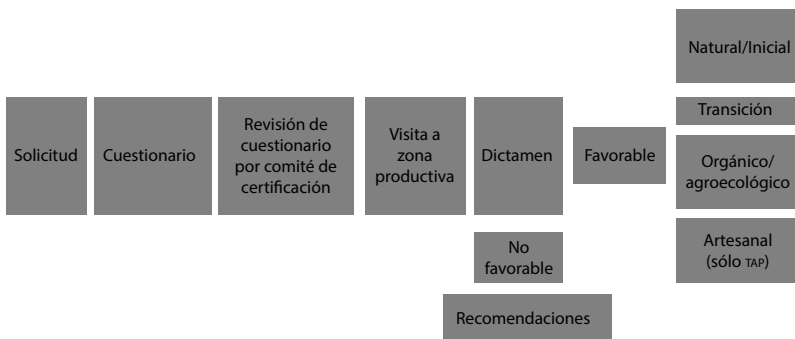 Solicitud
Cuestionario
Revisión de
cuestionario
por comité de
certificación
Visita a
zona
productiva
Dictamen
No
favorable
Recomendaciones
Favorable
Natural/Inicial
Transición
Orgánico/
agroecológico
Artesanal
(sólo TAP)